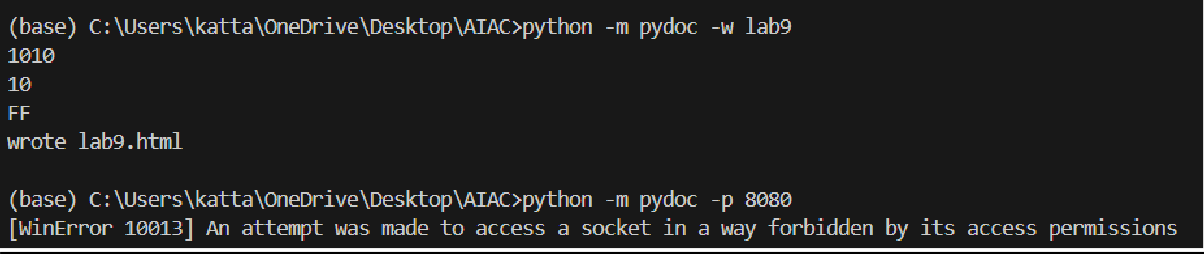 (base) C:\Users\katta\OneDrive\Desktop\AIAC>python -m pydoc -w lab9
1010
10
FF
wrote lab9.html
(base) C:\Users\katta\OneDrive\Desktop\AIAC>python -m pydoc -p 8080
[WinError 10013] An attempt was made to access a socket in a way forbidden by its access permissions